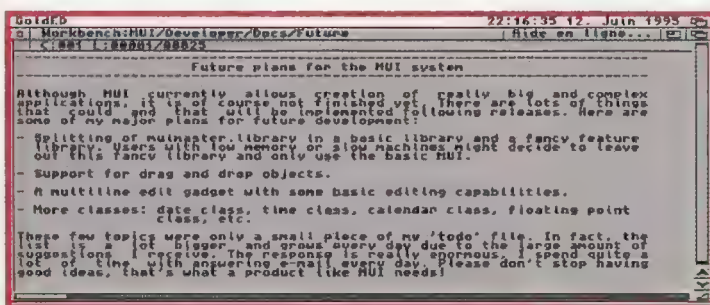 GoldED 22:16:35 12. Juin 1995
Workbench:MUI/Developer/Docs/Future Aide en ligne...
C:001 L:00001/00025
Future plans for the MUI system
Although MUI currently allows creation of really big and complex
applications, it is of course not finished yet. There are lots of things
that could and that will be implemented following releases. Here are
some of my major plans for future development:
- Splitting of muimaster.library in a basic library and a fancy feature
library. Users with low memory or slow machines might decide to leave
out this fancy library and only use the basic MUI.
- Support for drag and drop objects.
- A multiline edit gadget with some basic editing capabilities.
- More classes: date class, time class, calendar class, floating point
class, etc.
These few topics were only a small piece of my 'todo' file. In fact, the
list is a lot bigger and grows every day due to the large amount of
suggestions I receive. The response is really enormous, I spend quite a
lot of time with answering e-mail every day. Please don't stop having
good ideas, that's what a product like MUI needs!